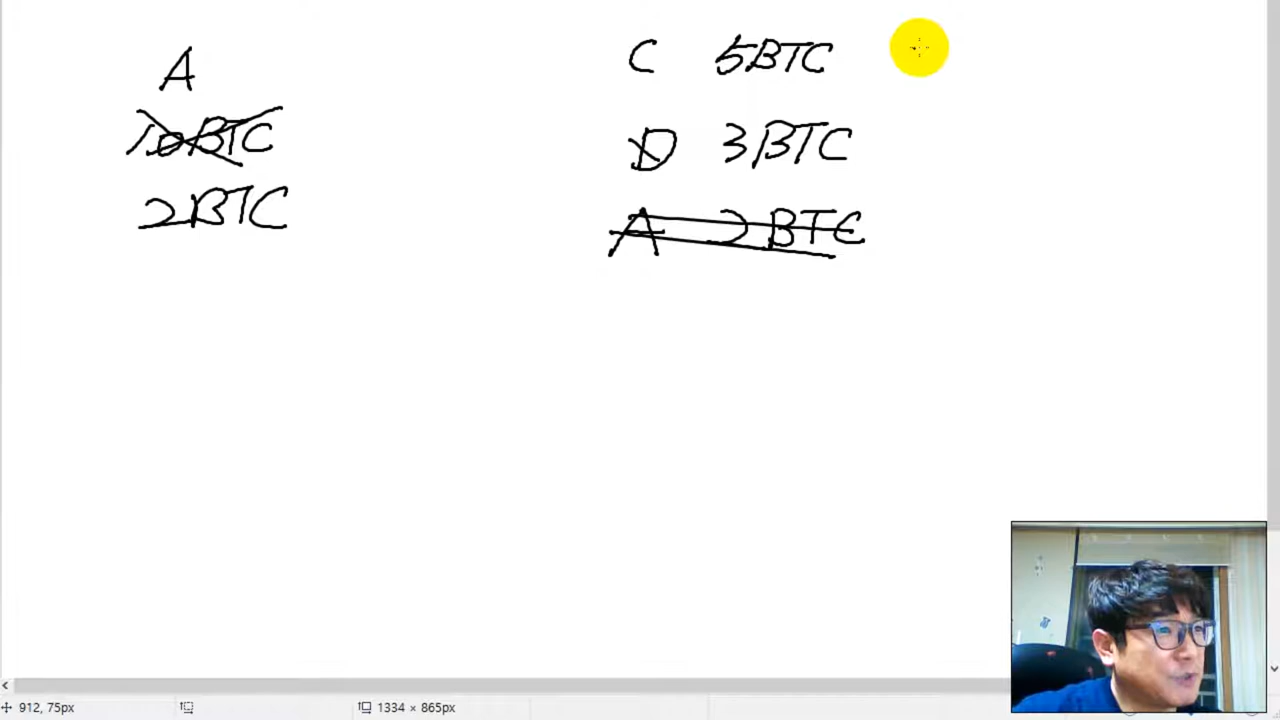 A
10BTC
2BTC
C 5BTC
D 3BTC
A 2BTC
912, 75px
1334 × 865px